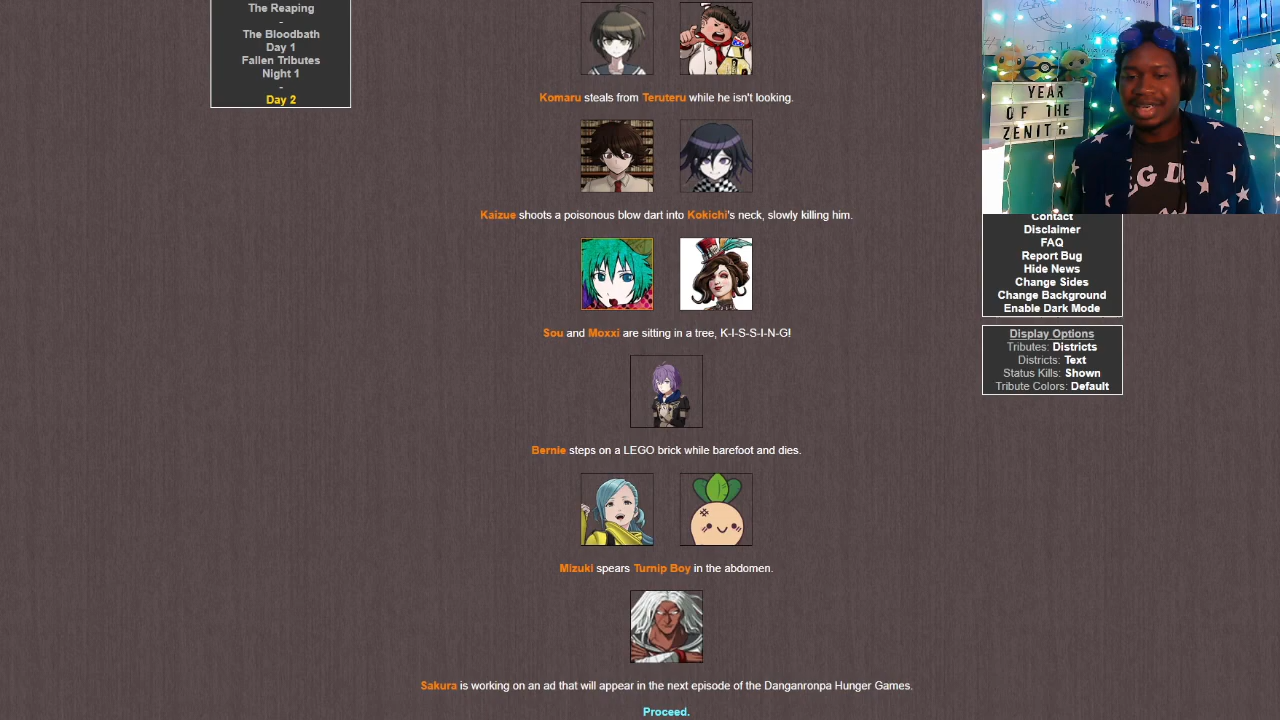 The Reaping
-
The Bloodbath
Day 1
Fallen Tributes
Night 1
-
Day 2
Komaru steals from Teruteru while he isn't looking.
Kaizue shoots a poisonous blow dart into Kokichi's neck, slowly killing him.
Sou and Moxxi are sitting in a tree, K-I-S-S-I-N-G!
Bernie steps on a LEGO brick while barefoot and dies.
Mizuki spears Turnip Boy in the abdomen.
Sakura is working on an ad that will appear in the next episode of the Danganronpa Hunger Games.
Proceed.
YEAR
OF THE
ZENITH
Contact
Disclaimer
FAQ
Report Bug
Hide News
Change Sides
Change Background
Enable Dark Mode
Display Options
Tributes: Districts
Districts: Text
Status Kills: Shown
Tribute Colors: Default